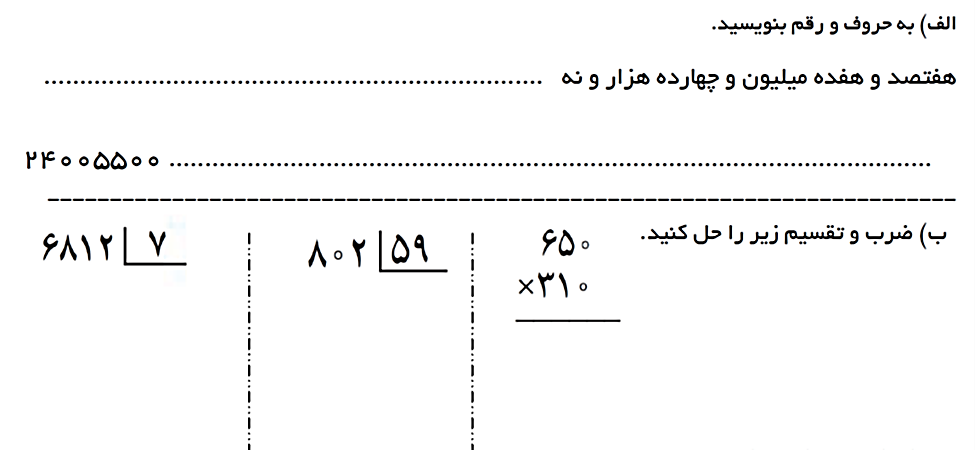 الف) به حروف و رقم بنویسید.
هفتصد و هفده میلیون و چهارده هزار و نه ......................................................................
۲۴۰۰۵۵۰۰ ............................................................................................................
ب) ضرب و تقسیم زیر را حل کنید.
۶۵۰
×۳۱۰
۸۰۲ ۵۹
۶۸۱۲ ۷